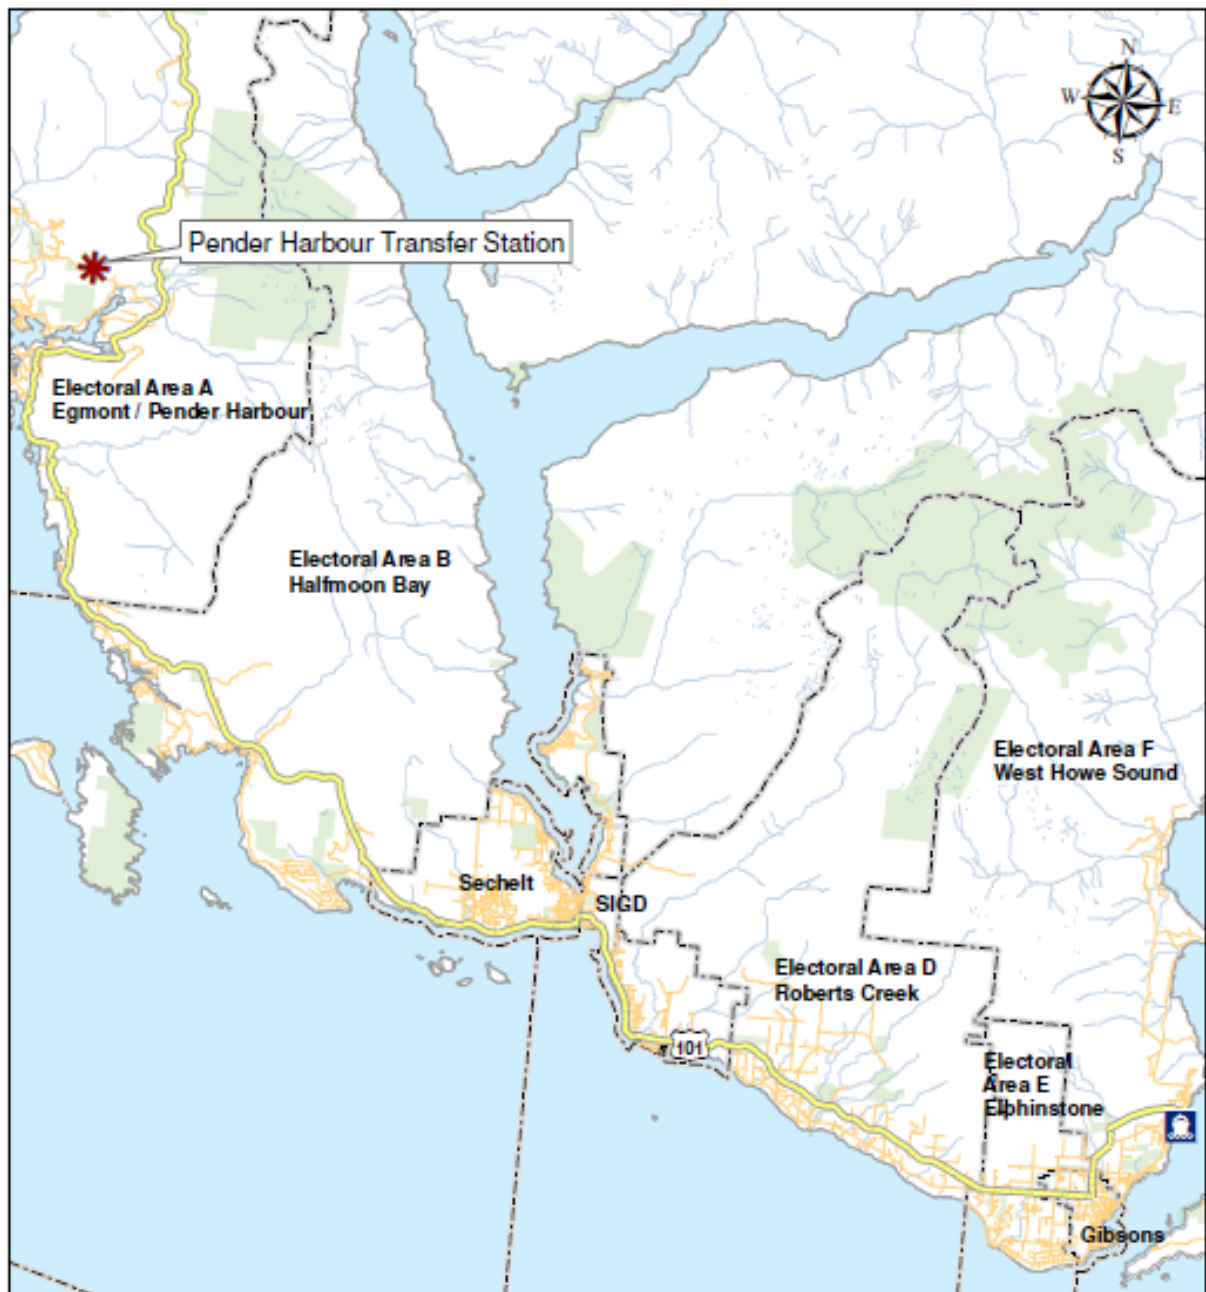 N
W
E
S
Pender Harbour Transfer Station
Electoral Area A
Egmont / Pender Harbour
Electoral Area B
Halfmoon Bay
Electoral Area F
West Howe Sound
Sechelt
SIGD
Electoral Area D
Roberts Creek
101
Electoral
Area E
Elphinstone
Gibsons